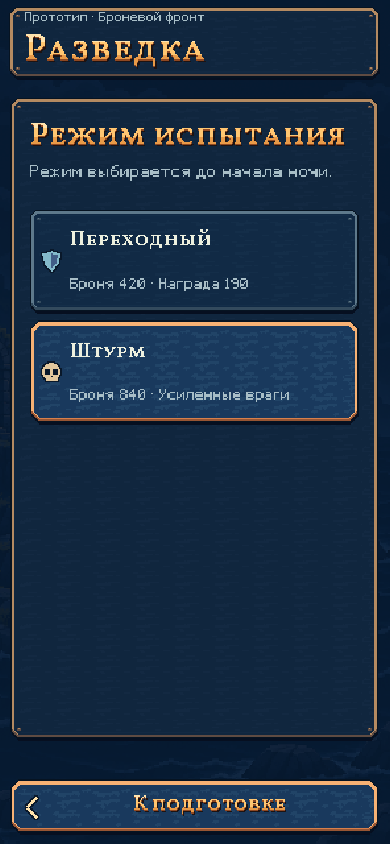 Прототип · Броневой фронт
Разведка
Режим испытания
Режим выбирается до начала ночи.
Переходный
Броня 420 · Награда 190
Штурм
Броня 840 · Усиленные враги
К подготовке